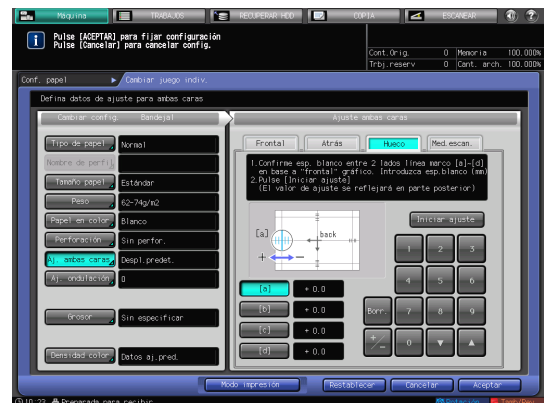 Máquina
TRABAJOS
RECUPERAR HDD
COPIA
ESCANEAR
Pulse [ACEPTAR] para fijar configuración
Pulse [Cancelar] para cancelar config.
Cont.Orig. 0 Memoria 100.000%
Trbj.reserv 0 Cant. arch. 100.000%
Conf. papel
Cambiar juego indiv.
Defina datos de ajuste para ambas caras
Cambiar config. Bandeja1
Ajuste ambas caras
Tipo de papel Normal
Nombre de perfil
Tamaño papel Estándar
Peso 62-74g/m2
Papel en color Blanco
Perforación Sin perfor.
Aj. ambas caras Despl.predet.
Aj. ondulación 0
Grosor Sin especificar
Densidad color Datos aj.pred.
Frontal
Atrás
Hueco
Med.escan.
1.Confirme esp. blanco entre 2 lados línea marco [a]~[d]
en base a "frontal" gráfico. Introduzca esp.blanco (mm)
2.Pulse [Iniciar ajuste]
(El valor de ajuste se reflejará en parte posterior)
[a]
back
+ -
Iniciar ajuste
[a] + 0.0
[b] + 0.0
[c] + 0.0
[d] + 0.0
1 2 3
4 5 6
Borr. 7 8 9
+/- 0 ▼ ▲
Modo impresión
Restablecer
Cancelar
Aceptar
Preparada para recibir
Rotación